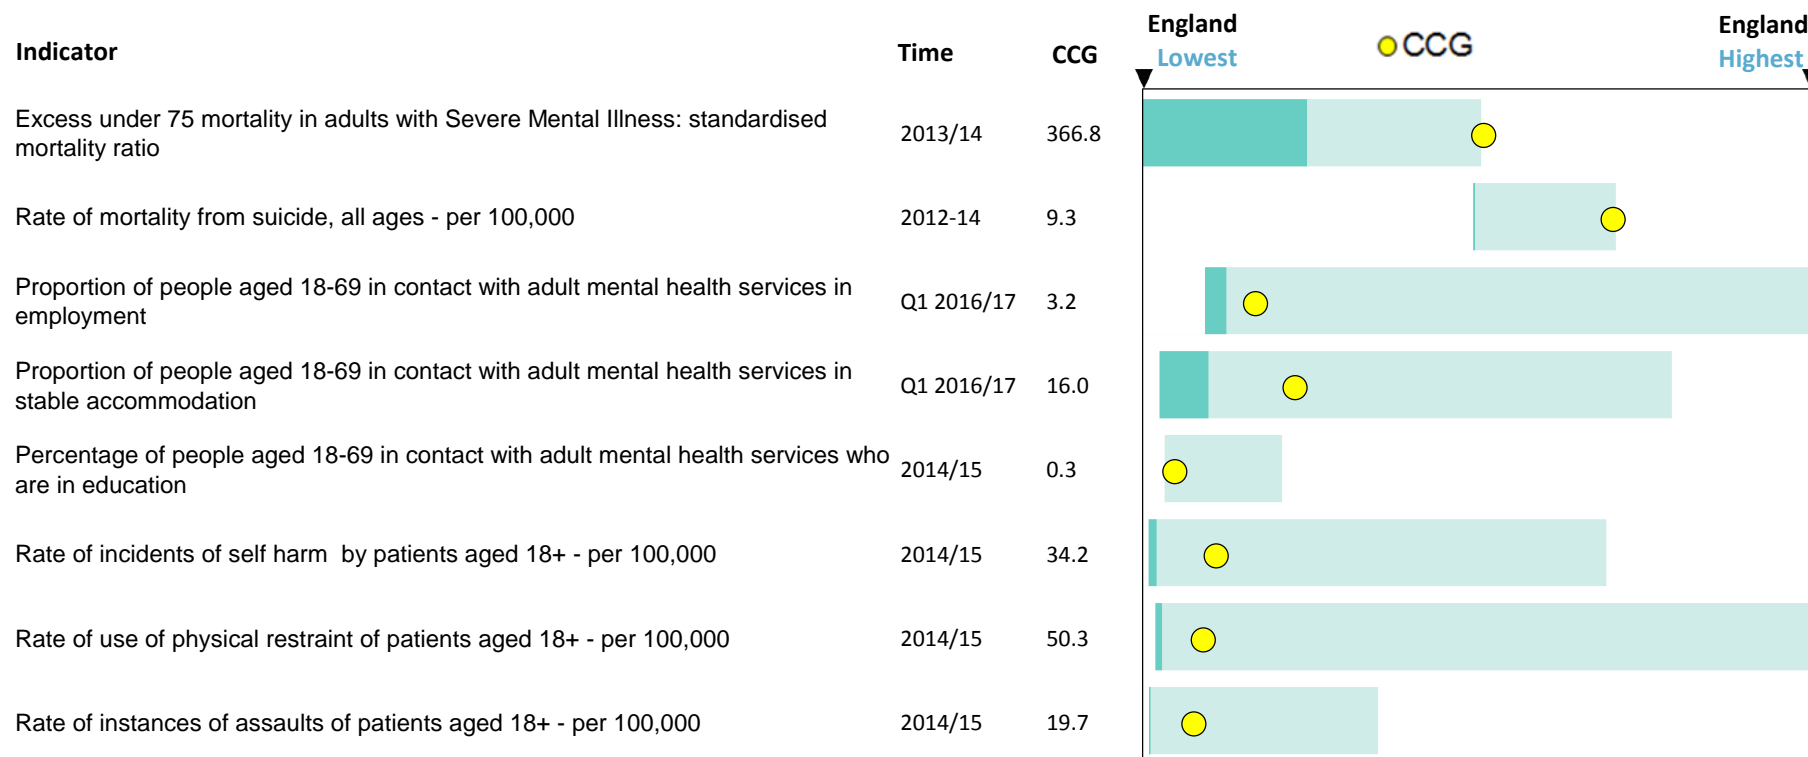 Indicator Time CCG England Lowest CCG England Highest
Excess under 75 mortality in adults with Severe Mental Illness: standardised
mortality ratio
2013/14 366.8
Rate of mortality from suicide, all ages - per 100,000 2012-14 9.3
Proportion of people aged 18-69 in contact with adult mental health services in
employment
Q1 2016/17 3.2
Proportion of people aged 18-69 in contact with adult mental health services in
stable accommodation
Q1 2016/17 16.0
Percentage of people aged 18-69 in contact with adult mental health services who
are in education
2014/15 0.3
Rate of incidents of self harm  by patients aged 18+ - per 100,000 2014/15 34.2
Rate of use of physical restraint of patients aged 18+ - per 100,000 2014/15 50.3
Rate of instances of assaults of patients aged 18+ - per 100,000 2014/15 19.7